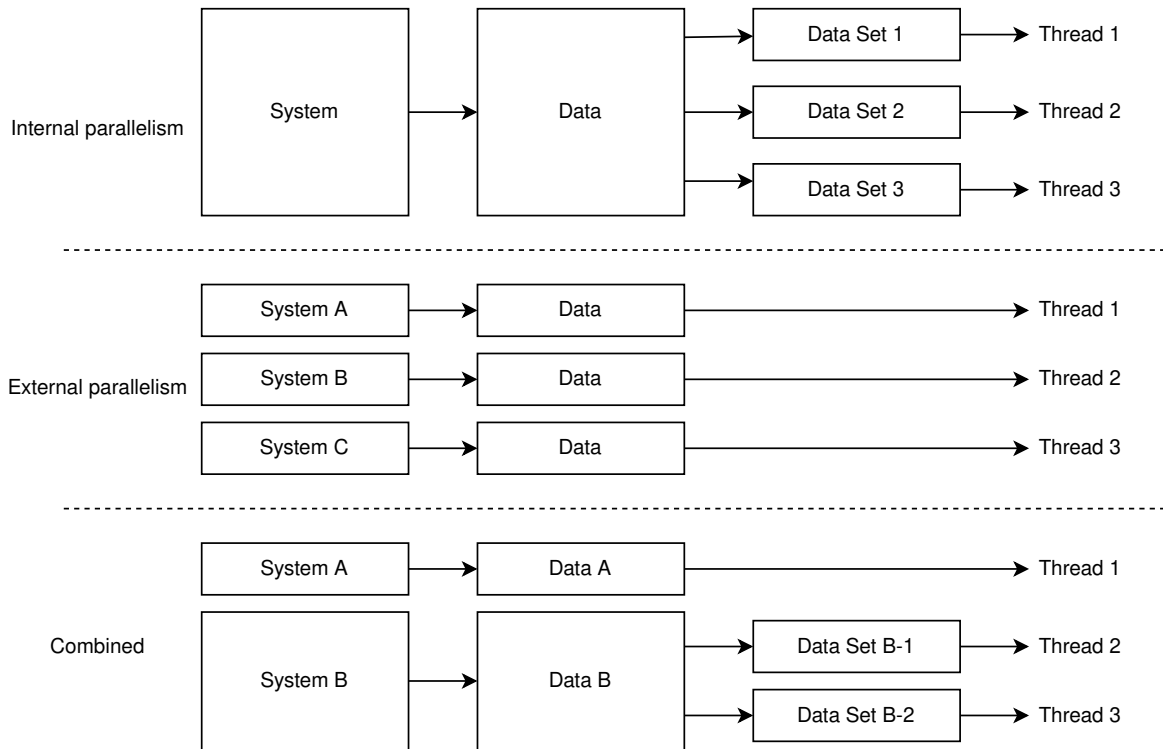 Internal parallelism
System
Data
Data Set 1
Thread 1
Data Set 2
Thread 2
Data Set 3
Thread 3
External parallelism
System A
Data
Thread 1
System B
Data
Thread 2
System C
Data
Thread 3
Combined
System A
Data A
Thread 1
System B
Data B
Data Set B-1
Thread 2
Data Set B-2
Thread 3